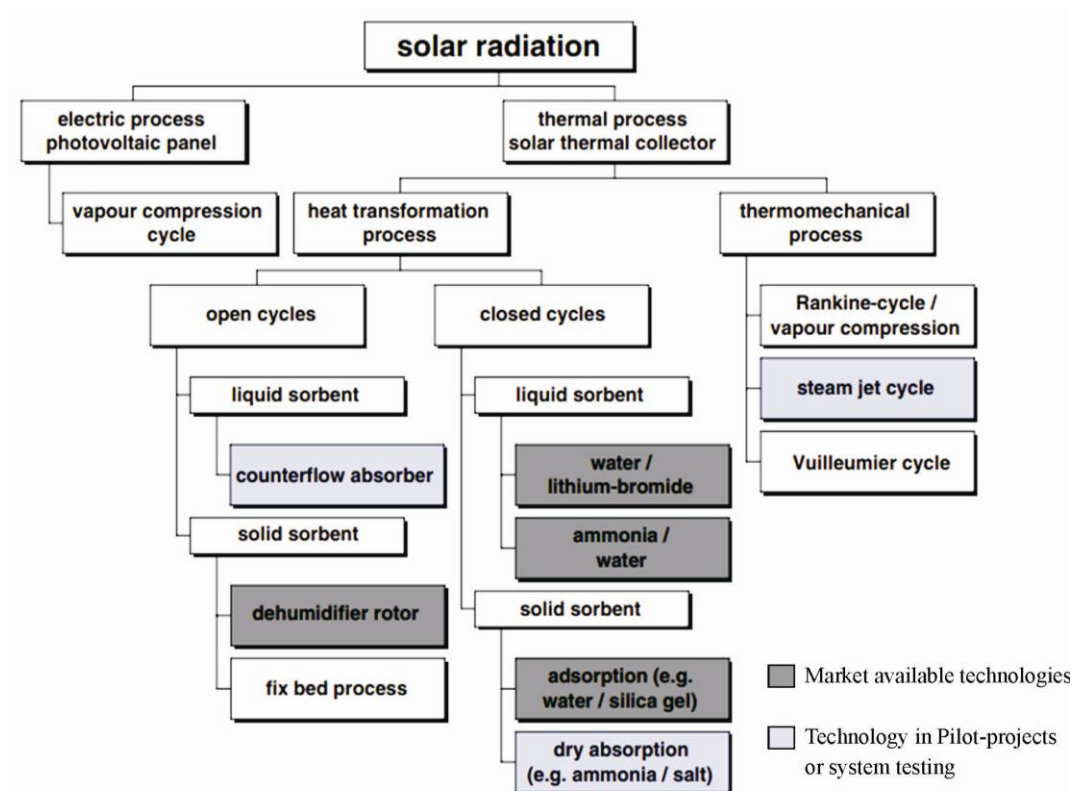 solar radiation
electric process
photovoltaic panel
thermal process
solar thermal collector
vapour compression
cycle
heat transformation
process
thermomechanical
process
open cycles
closed cycles
Rankine-cycle /
vapour compression
liquid sorbent
liquid sorbent
steam jet cycle
counterflow absorber
water /
lithium-bromide
Vuilleumier cycle
solid sorbent
ammonia /
water
dehumidifier rotor
solid sorbent
fix bed process
adsorption (e.g.
water / silica gel)
dry absorption
(e.g. ammonia / salt)
Market available technologies
Technology in Pilot-projects
or system testing